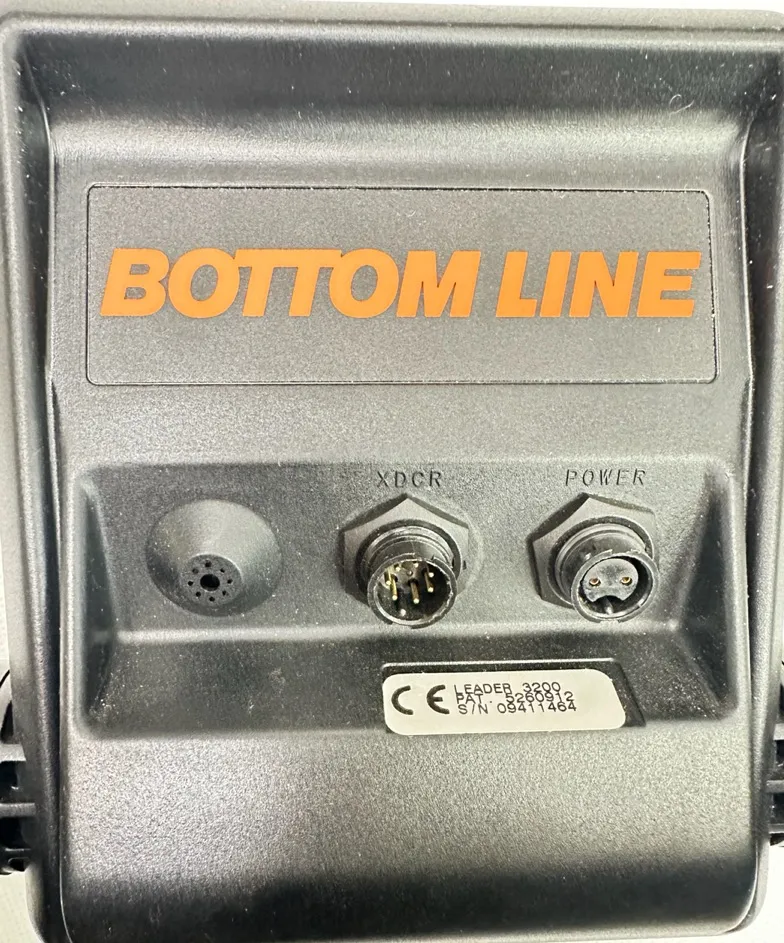 BOTTOM LINE
XDCR POWER
CE LEADER 3200
PAT. 5260912
S/N 09411464